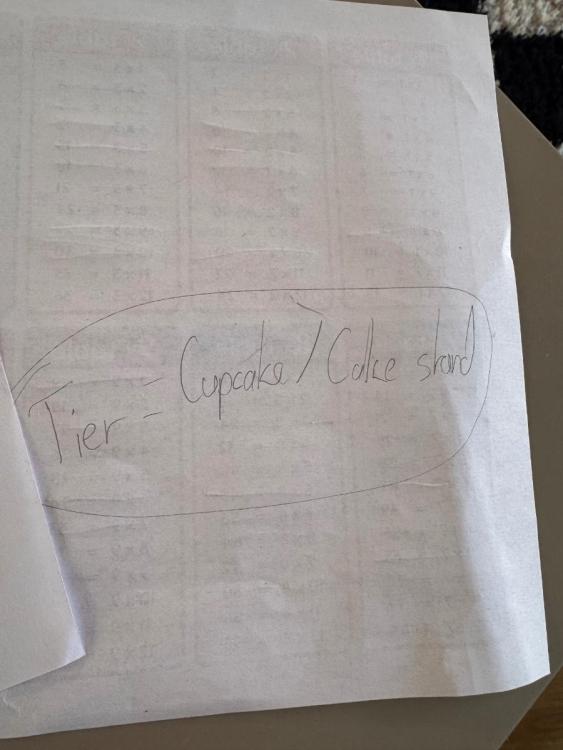 Tier = Cupcake / Cake stand